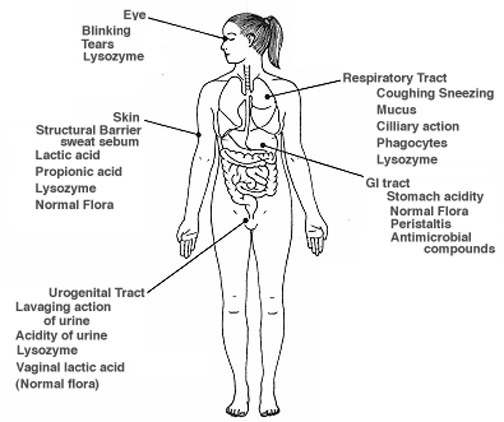 Eye
Blinking
Tears
Lysozyme
Respiratory Tract
Coughing Sneezing
Mucus
Cilliary action
Phagocytes
Lysozyme
Skin
Structural Barrier
sweat sebum
Lactic acid
Propionic acid
Lysozyme
Normal Flora
GI tract
Stomach acidity
Normal Flora
Peristaltis
Antimicrobial
compounds
Urogenital Tract
Lavaging action
of urine
Acidity of urine
Lysozyme
Vaginal lactic acid
(Normal flora)